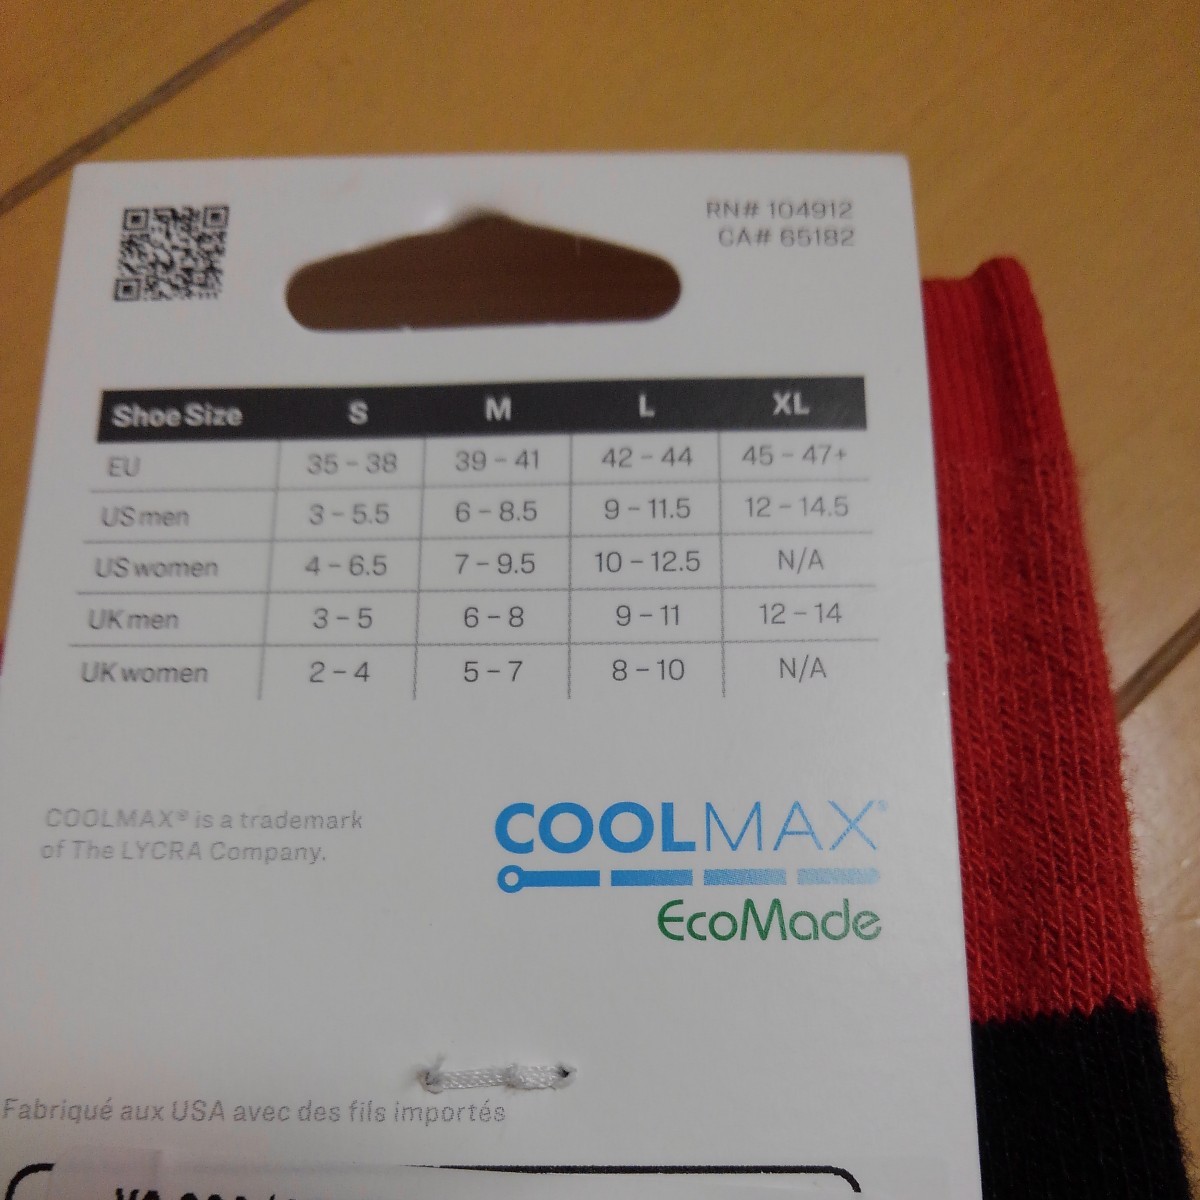 RN# 104912
CA# 65182
Shoe Size S M L XL
EU 35 – 38 39 – 41 42 – 44 45 – 47+
US men 3 – 5.5 6 – 8.5 9 – 11.5 12 – 14.5
US women 4 – 6.5 7 – 9.5 10 – 12.5 N/A
UK men 3 – 5 6 – 8 9 – 11 12 – 14
UK women 2 – 4 5 – 7 8 – 10 N/A
COOLMAX® is a trademark
of The LYCRA Company.
COOLMAX®
EcoMade
Fabriqué aux USA avec des fils importés